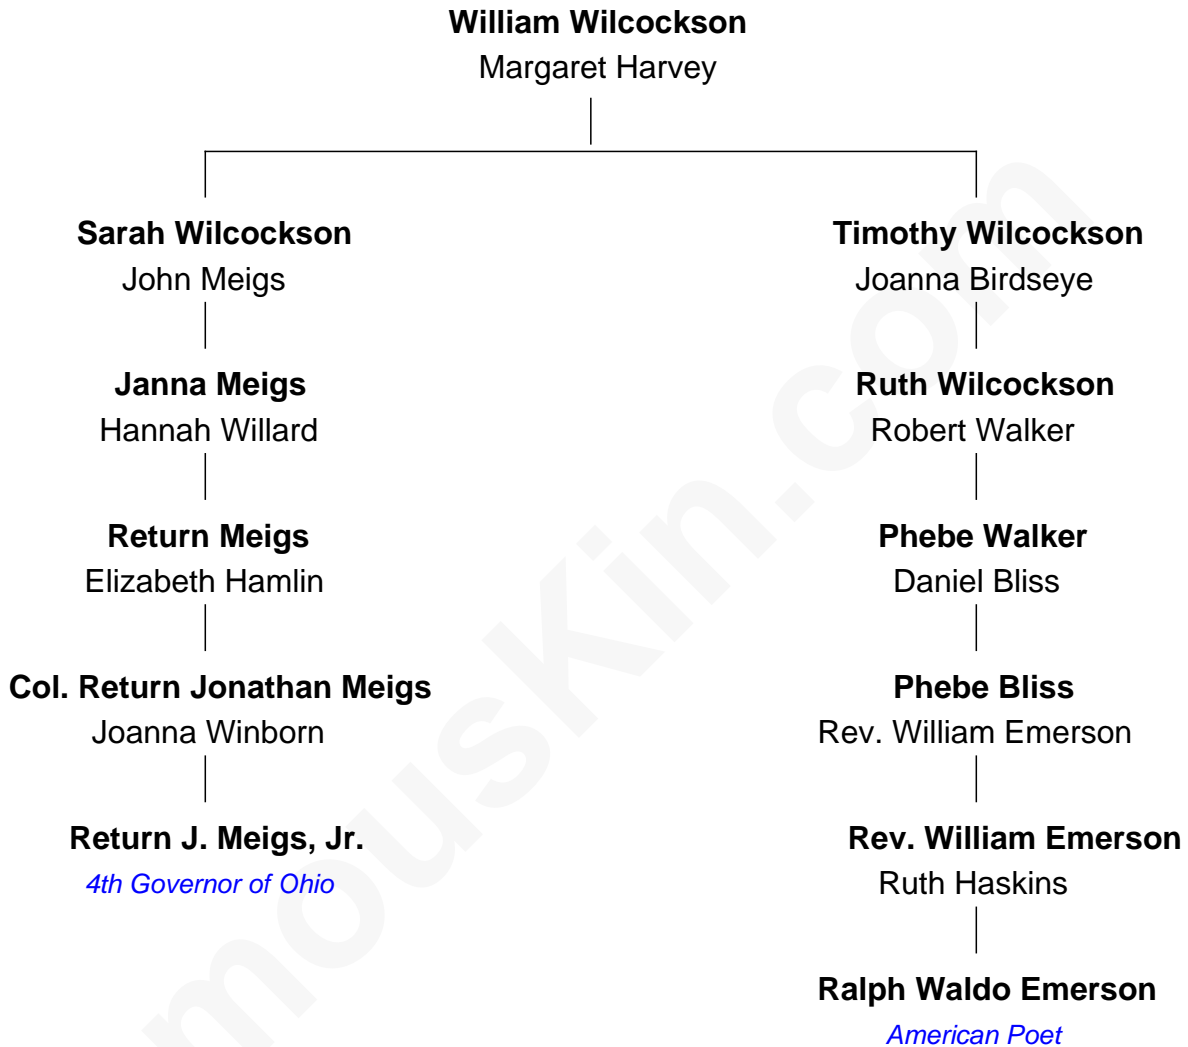 William Wilcockson
Margaret Harvey
Sarah Wilcockson
John Meigs
Timothy Wilcockson
Joanna Birdseye
Janna Meigs
Hannah Willard
Ruth Wilcockson
Robert Walker
Return Meigs
Elizabeth Hamlin
Phebe Walker
Daniel Bliss
Col. Return Jonathan Meigs
Joanna Winborn
Phebe Bliss
Rev. William Emerson
Return J. Meigs, Jr.
4th Governor of Ohio
Rev. William Emerson
Ruth Haskins
Ralph Waldo Emerson
American Poet
mouskin.com